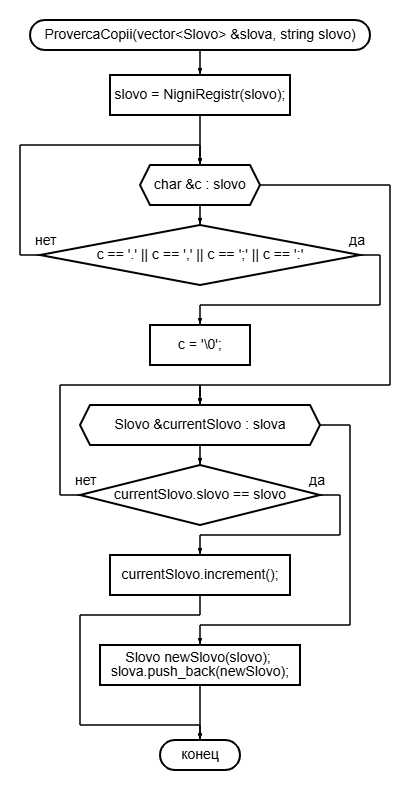 ProvercaCopii(vector<Slovo> &slova, string slovo)
slovo = NigniRegistr(slovo);
char &c : slovo
нет
да
c == '.' || c == ',' || c == ';' || c == ':'
c = '\0';
Slovo &currentSlovo : slova
нет
да
currentSlovo.slovo == slovo
currentSlovo.increment();
Slovo newSlovo(slovo);
slova.push_back(newSlovo);
конец